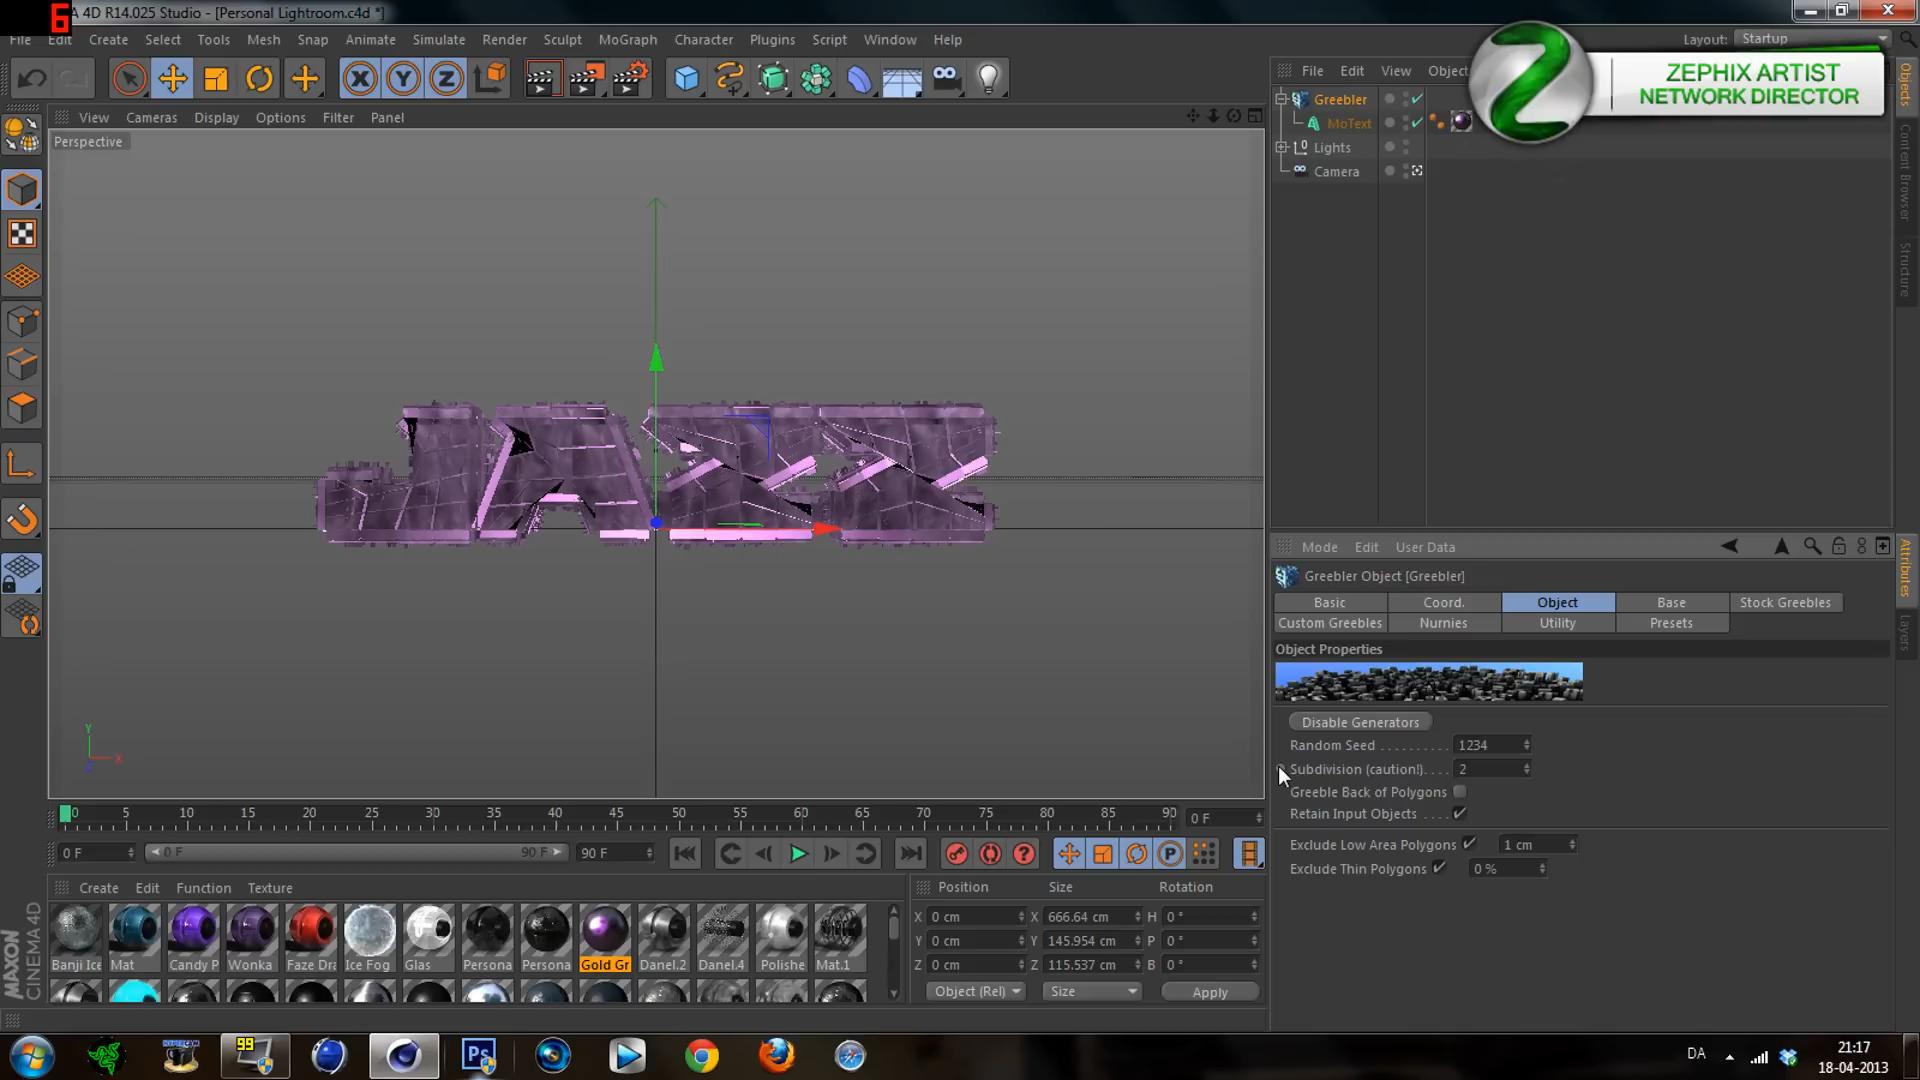 6
A 4D R14.025 Studio - [Personal Lightroom.c4d *]
File Edit Create Select Tools Mesh Snap Animate Simulate Render Sculpt MoGraph Character Plugins Script Window Help
Layout: Startup
X Y Z
View Cameras Display Options Filter Panel
Perspective
Y
X
Z
File Edit View Object
ZEPHIX ARTIST
NETWORK DIRECTOR
Greebler
MoText
Lights
Camera
Objects
Content Browser
Structure
Mode Edit User Data
Attributes
Layers
Greebler Object [Greebler]
Basic Coord. Object Base Stock Greebles
Custom Greebles Nurnies Utility Presets
Object Properties
Disable Generators
Random Seed 1234
Subdivision (caution!) 2
Greeble Back of Polygons
Retain Input Objects
Exclude Low Area Polygons 1 cm
Exclude Thin Polygons 0 %
0 5 10 15 20 25 30 35 40 45 50 55 60 65 70 75 80 85 90 0 F
0 F 0 F 90 F 90 F
Create Edit Function Texture
Banji Ice Mat Candy P Wonka Faze Dra Ice Fog Glas Persona Persona Gold Gr Danel.2 Danel.4 Polishe Mat.1
Position Size Rotation
X 0 cm X 666.64 cm H 0 °
Y 0 cm Y 145.954 cm P 0 °
Z 0 cm Z 115.537 cm B 0 °
Object (Rel) Size Apply
MAXON
CINEMA 4D
99
Ps
DA
21:17
18-04-2013